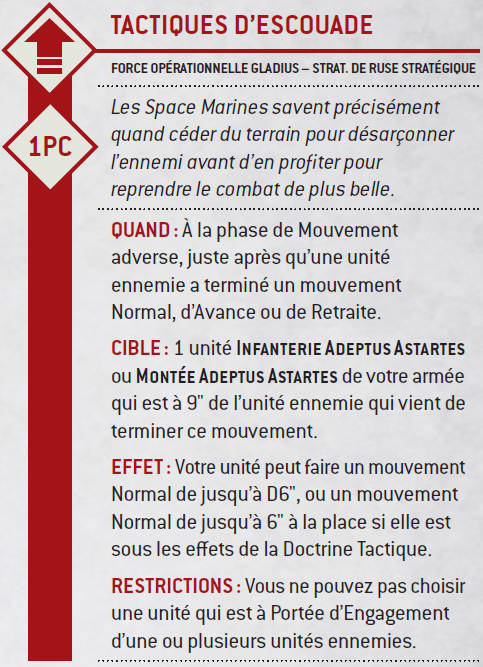 TACTIQUES D'ESCOUADE
FORCE OPÉRATIONNELLE GLADIUS – STRAT. DE RUSE STRATÉGIQUE
1PC
Les Space Marines savent précisément
quand céder du terrain pour désarçonner
l'ennemi avant d'en profiter pour
reprendre le combat de plus belle.
QUAND : À la phase de Mouvement
adverse, juste après qu'une unité
ennemie a terminé un mouvement
Normal, d'Avance ou de Retraite.
CIBLE : 1 unité INFANTERIE ADEPTUS ASTARTES
ou MONTÉE ADEPTUS ASTARTES de votre armée
qui est à 9" de l'unité ennemie qui vient de
terminer ce mouvement.
EFFET : Votre unité peut faire un mouvement
Normal de jusqu'à D6", ou un mouvement
Normal de jusqu'à 6" à la place si elle est
sous les effets de la Doctrine Tactique.
RESTRICTIONS : Vous ne pouvez pas choisir
une unité qui est à Portée d'Engagement
d'une ou plusieurs unités ennemies.